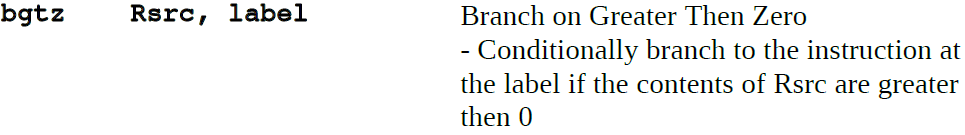 bgtz Rsrc, label Branch on Greater Then Zero
- Conditionally branch to the instruction at
the label if the contents of Rsrc are greater
then 0